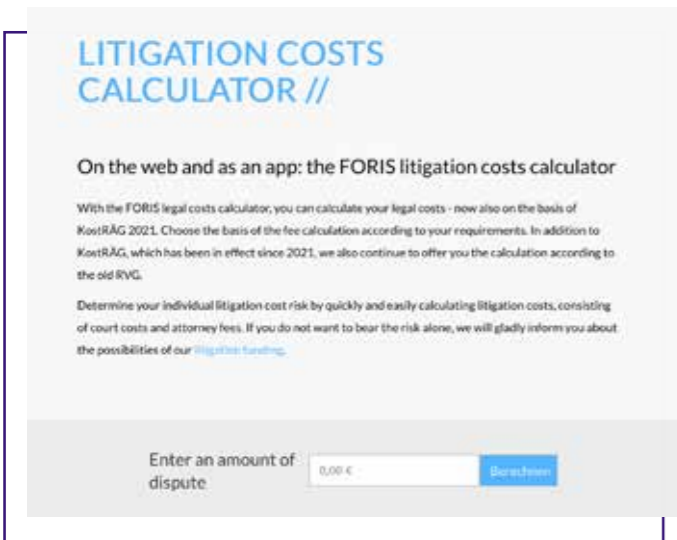 LITIGATION COSTS
CALCULATOR //
On the web and as an app: the FORIS litigation costs calculator
With the FORIS legal costs calculator, you can calculate your legal costs - now also on the basis of
KostRÄG 2021. Choose the basis of the fee calculation according to your requirements. In addition to
KostRÄG, which has been in effect since 2021, we also continue to offer you the calculation according to
the old RVG.
Determine your individual litigation cost risk by quickly and easily calculating litigation costs, consisting
of court costs and attorney fees. If you do not want to bear the risk alone, we will gladly inform you about
the possibilities of our litigation funding.
Enter an amount of
dispute
0,00 €
Berechnen